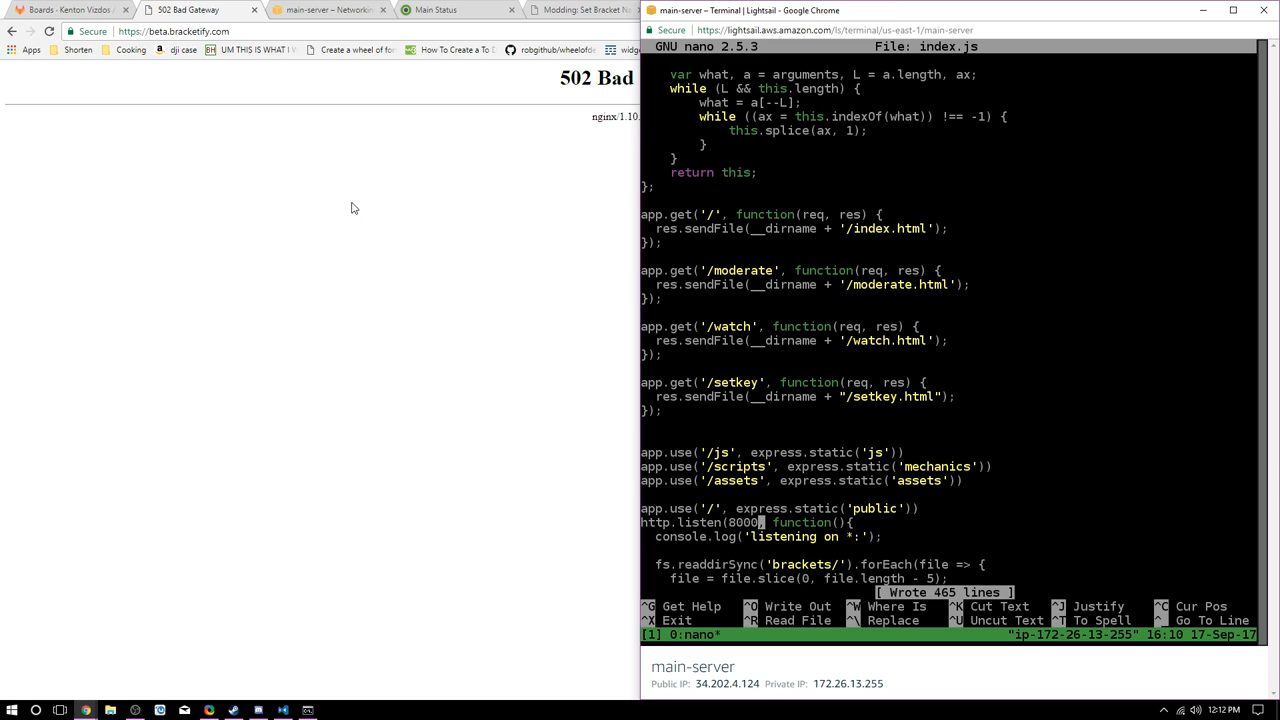 Boards - Kenton Vizdos
502 Bad Gateway
main-server – Networkin
Main Status
Modding: Set Bracket N
Secure
https://beta.bracketify.com
Apps
Shorten
Cooking
dji case
UM THIS IS WHAT I W
Create a wheel of fort
How To Create a To D
robgithub/wheelofde
widge
502 Bad
nginx/1.10.
main-server – Terminal | Lightsail - Google Chrome
Secure
https://lightsail.aws.amazon.com/ls/terminal/us-east-1/main-server
GNU nano 2.5.3 File: index.js
var what, a = arguments, L = a.length, ax;
while (L && this.length) {
what = a[--L];
while ((ax = this.indexOf(what)) !== -1) {
this.splice(ax, 1);
}
}
return this;
};
app.get('/', function(req, res) {
res.sendFile(__dirname + '/index.html');
});
app.get('/moderate', function(req, res) {
res.sendFile(__dirname + '/moderate.html');
});
app.get('/watch', function(req, res) {
res.sendFile(__dirname + '/watch.html');
});
app.get('/setkey', function(req, res) {
res.sendFile(__dirname + "/setkey.html");
});
app.use('/js', express.static('js'))
app.use('/scripts', express.static('mechanics'))
app.use('/assets', express.static('assets'))
app.use('/', express.static('public'))
http.listen(8000, function(){
console.log('listening on *:');
fs.readdirSync('brackets/').forEach(file => {
file = file.slice(0, file.length - 5);
[ Wrote 465 lines ]
^G Get Help ^O Write Out ^W Where Is ^K Cut Text ^J Justify ^C Cur Pos
^X Exit ^R Read File ^\ Replace ^U Uncut Text ^T To Spell ^_ Go To Line
[1] 0:nano* "ip-172-26-13-255" 16:10 17-Sep-17
main-server
Public IP: 34.202.4.124 Private IP: 172.26.13.255
12:12 PM